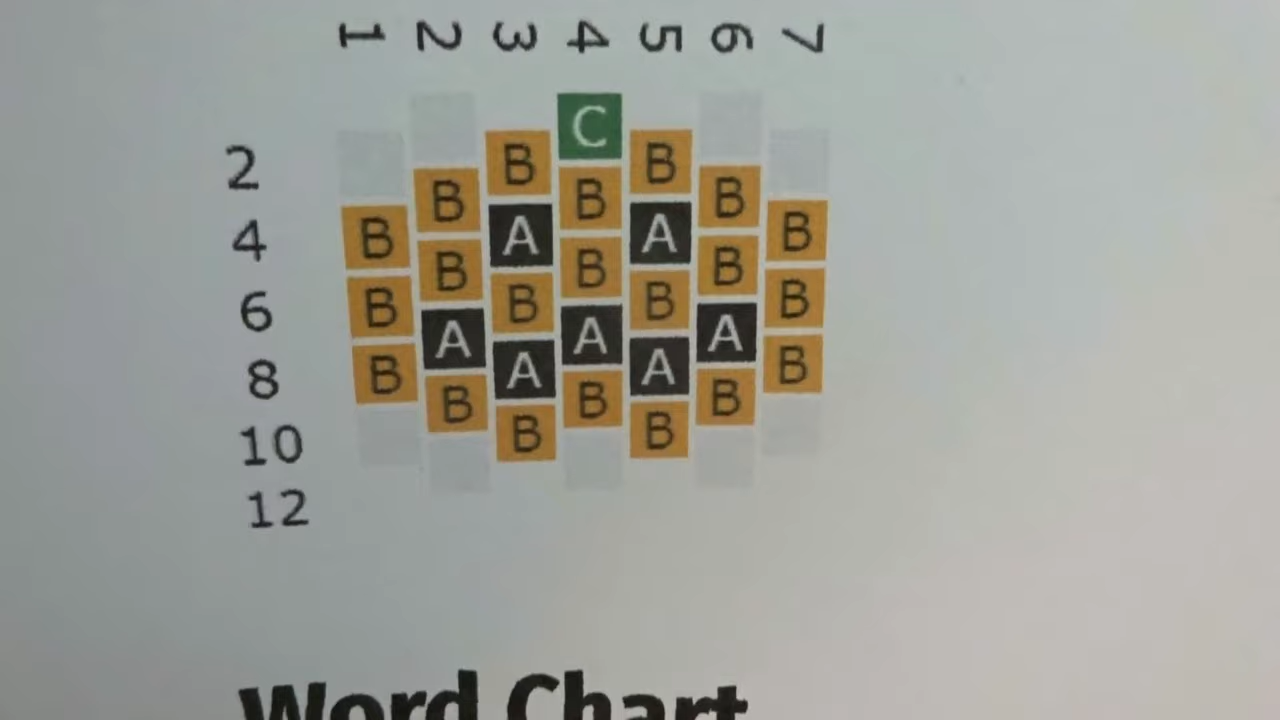 1 2 3 4 5 6 7
C
2 B B
B B B
4 B A A B
B B B
6 B B B B
A A A
8 B A A B
B B B
10 B B
12
Word Chart